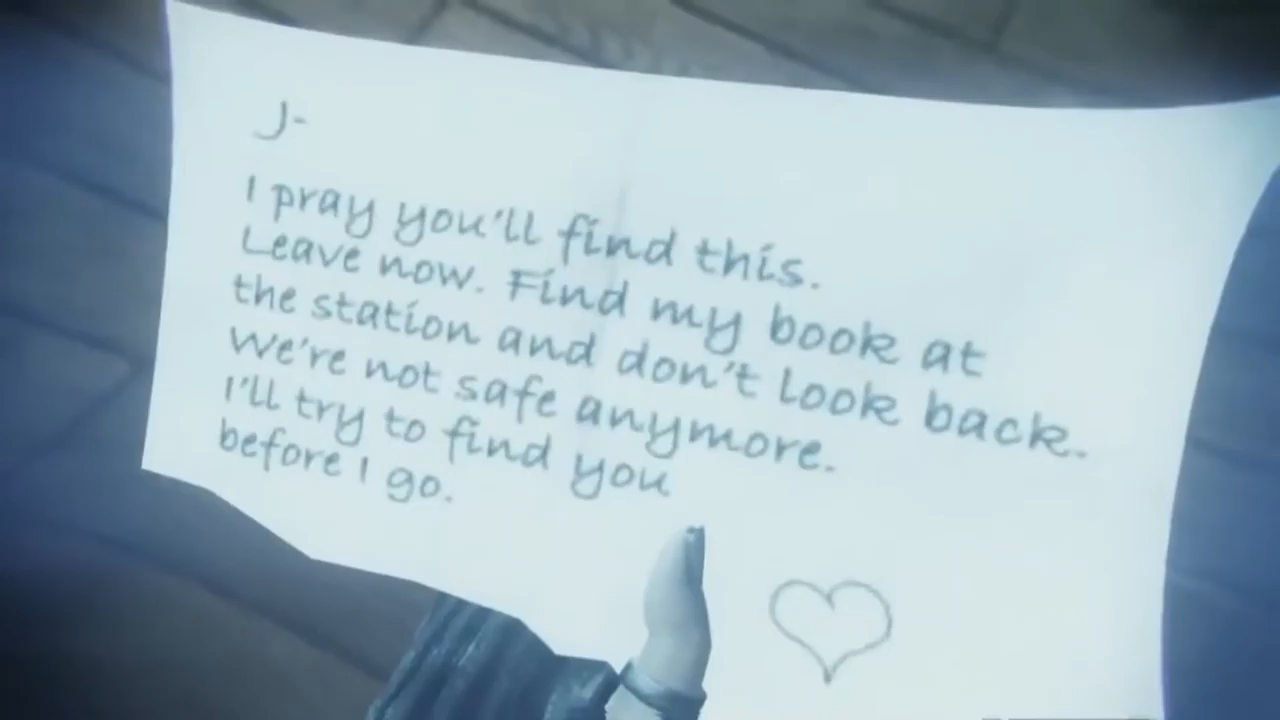 J-
I pray you'll find this.
Leave now. Find my book at
the station and don't look back.
We're not safe anymore.
I'll try to find you
before I go.